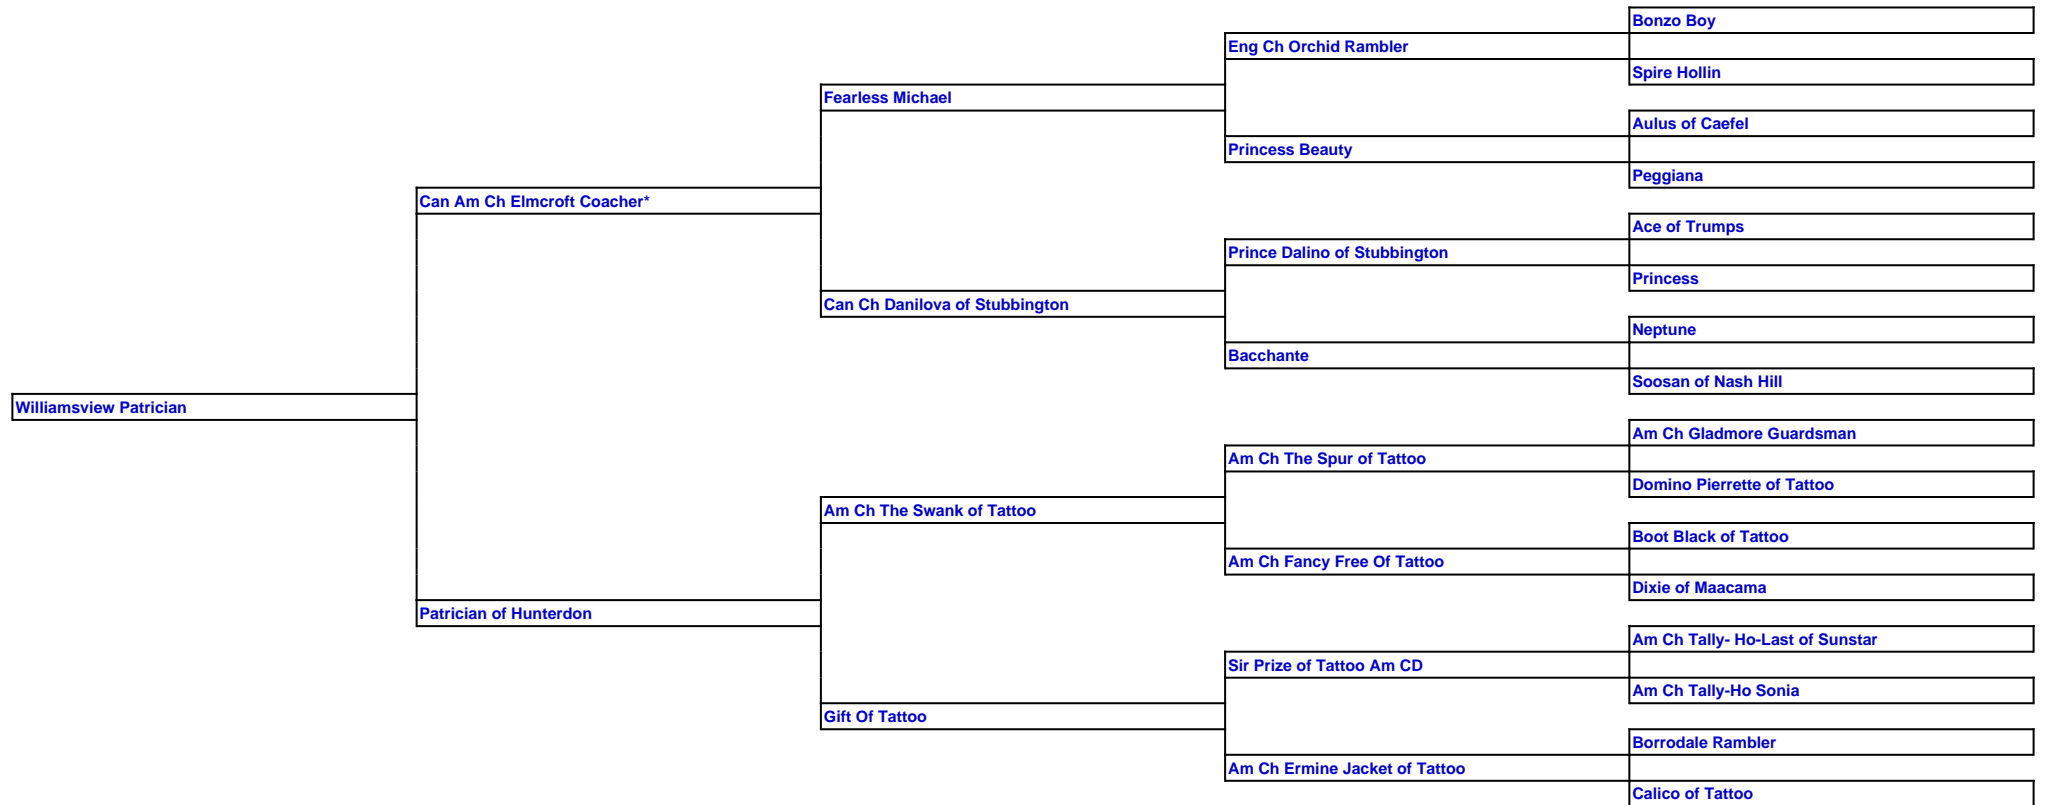 Bonzo Boy
Eng Ch Orchid Rambler
Spire Hollin
Fearless Michael
Aulus of Caefel
Princess Beauty
Peggiana
Can Am Ch Elmcroft Coacher*
Ace of Trumps
Prince Dalino of Stubbington
Princess
Can Ch Danilova of Stubbington
Neptune
Bacchante
Soosan of Nash Hill
Williamsview Patrician
Am Ch Gladmore Guardsman
Am Ch The Spur of Tattoo
Domino Pierrette of Tattoo
Am Ch The Swank of Tattoo
Boot Black of Tattoo
Am Ch Fancy Free Of Tattoo
Dixie of Maacama
Patrician of Hunterdon
Am Ch Tally- Ho-Last of Sunstar
Sir Prize of Tattoo Am CD
Am Ch Tally-Ho Sonia
Gift Of Tattoo
Borrodale Rambler
Am Ch Ermine Jacket of Tattoo
Calico of Tattoo